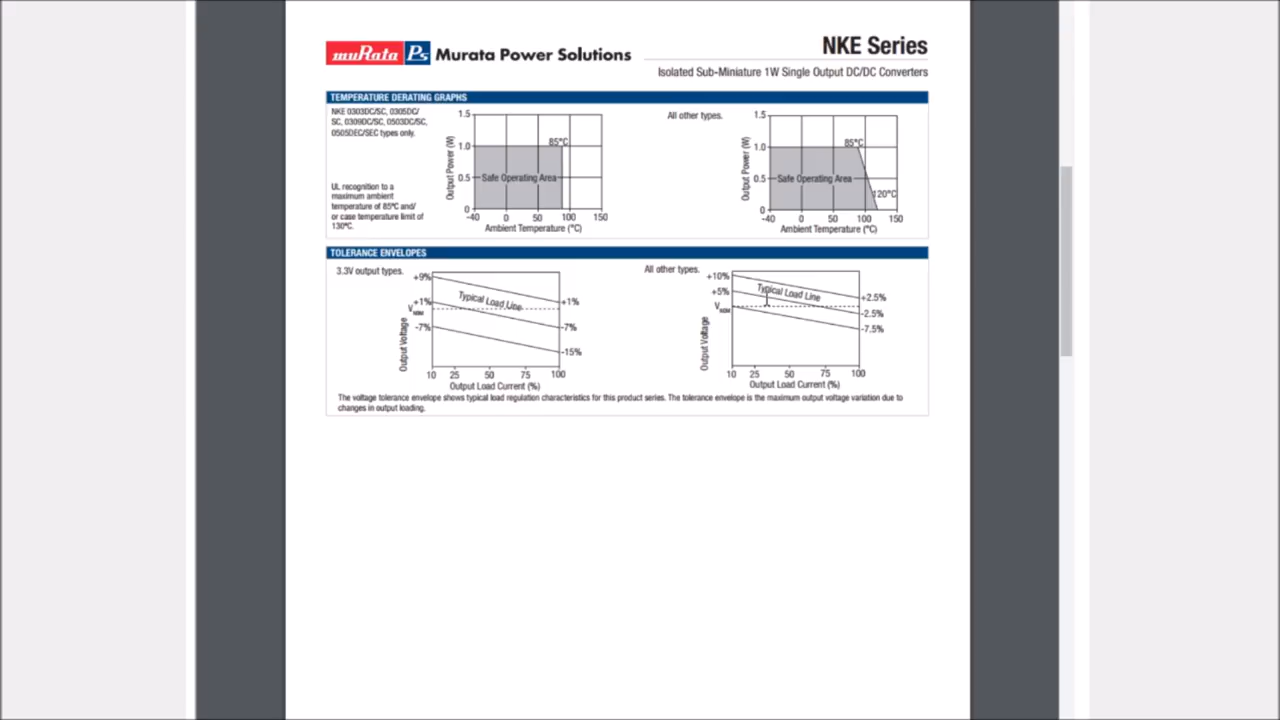 muRata Ps Murata Power Solutions
NKE Series
Isolated Sub-Miniature 1W Single Output DC/DC Converters
TEMPERATURE DERATING GRAPHS
NKE 0303DC/SC, 0305DC/
SC, 0309DC/SC, 0503DC/SC,
0505DEC/SEC types only.
UL recognition to a
maximum ambient
temperature of 85ºC and/
or case temperature limit of
130ºC.
Output Power (W)
1.5
1.0
0.5
0
85°C
Safe Operating Area
-40 0 50 100 150
Ambient Temperature (°C)
All other types.
Output Power (W)
1.5
1.0
0.5
0
85°C
Safe Operating Area
120°C
-40 0 50 100 150
Ambient Temperature (°C)
TOLERANCE ENVELOPES
3.3V output types.
Output Voltage
+9%
+1%
VNOM
-7%
Typical Load Line
+1%
-7%
-15%
10 25 50 75 100
Output Load Current (%)
All other types.
Output Voltage
+10%
+5%
VNOM
Typical Load Line
+2.5%
-2.5%
-7.5%
10 25 50 75 100
Output Load Current (%)
The voltage tolerance envelope shows typical load regulation characteristics for this product series. The tolerance envelope is the maximum output voltage variation due to
changes in output loading.